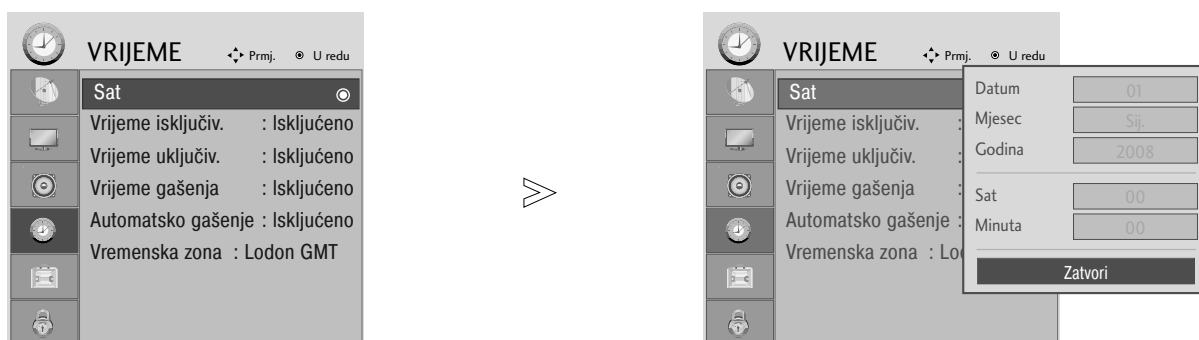 VRIJEME Prmj. U redu
Sat
Vrijeme isključiv. : Isključeno
Vrijeme uključiv. : Isključeno
Vrijeme gašenja : Isključeno
Automatsko gašenje : Isključeno
Vremenska zona : Lodon GMT
VRIJEME Prmj. U redu
Sat
Vrijeme isključiv. :
Vrijeme uključiv. :
Vrijeme gašenja :
Automatsko gašenje :
Vremenska zona : Lo
Datum 01
Mjesec Sij.
Godina 2008
Sat 00
Minuta 00
Zatvori